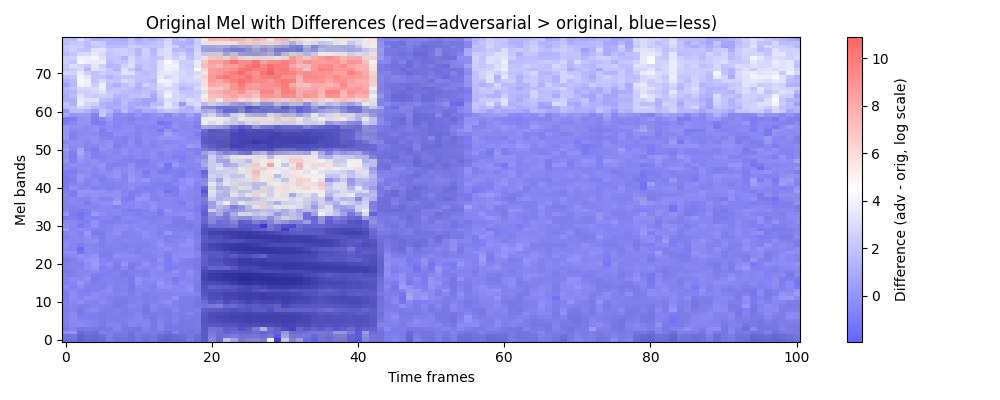 Original Mel with Differences (red=adversarial > original, blue=less)
70
60
50
40
30
20
10
0
Mel bands
0 20 40 60 80 100
Time frames
10
8
6
4
2
0
Difference (adv - orig, log scale)